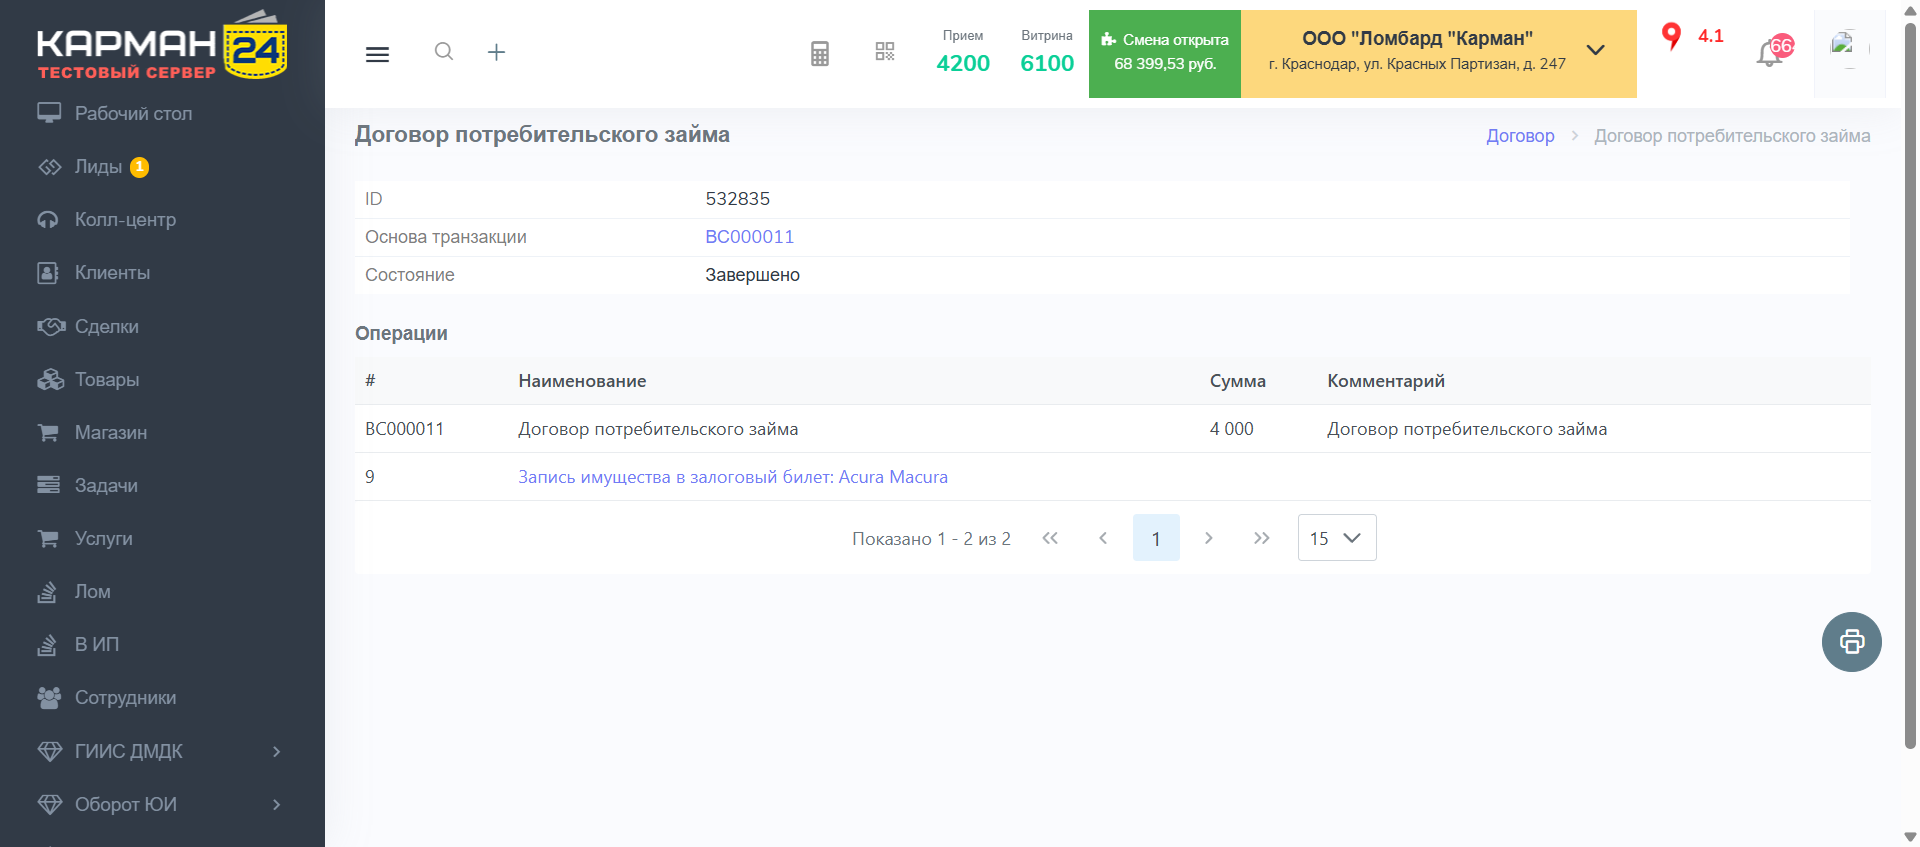 КАРМАН 24
ТЕСТОВЫЙ СЕРВЕР
Рабочий стол
Лиды 1
Колл-центр
Клиенты
Сделки
Товары
Магазин
Задачи
Услуги
Лом
В ИП
Сотрудники
ГИИС ДМДК
Оборот ЮИ
Прием
4200
Витрина
6100
Смена открыта
68 399,53 руб.
ООО "Ломбард "Карман"
г. Краснодар, ул. Красных Партизан, д. 247
4.1
Договор потребительского займа
Договор > Договор потребительского займа
ID 532835
Основа транзакции ВС000011
Состояние Завершено
Операции
# Наименование Сумма Комментарий
ВС000011 Договор потребительского займа 4 000 Договор потребительского займа
9 Запись имущества в залоговый билет: Acura Macura
Показано 1 - 2 из 2 1 15